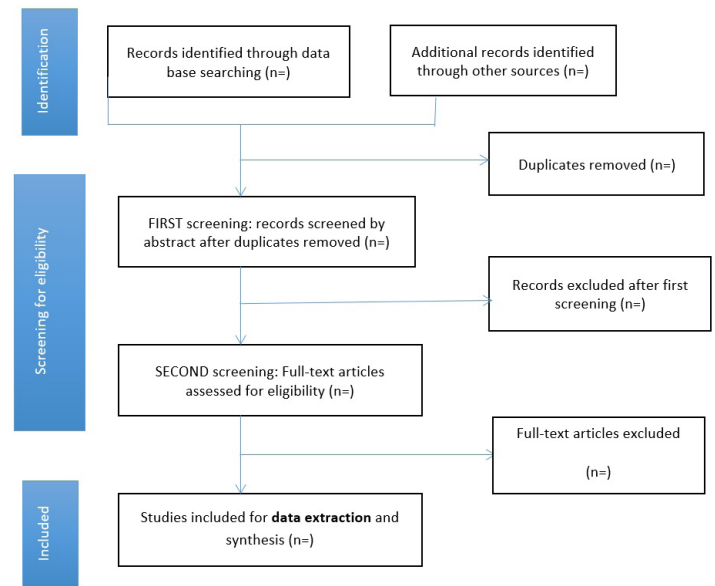 Identification
Records identified through data
base searching (n=)
Additional records identified
through other sources (n=)
Duplicates removed (n=)
Screening for eligibility
FIRST screening: records screened by
abstract after duplicates removed (n=)
Records excluded after first
screening (n=)
SECOND screening: Full-text articles
assessed for eligibility (n=)
Full-text articles excluded
(n=)
Included
Studies included for data extraction and
synthesis (n=)